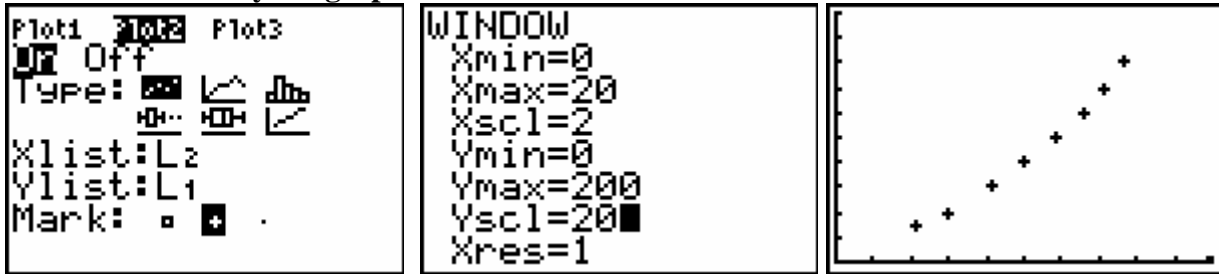 Plot1 Plot2 Plot3
On Off
Type:
Xlist:L2
Ylist:L1
Mark:
WINDOW
Xmin=0
Xmax=20
Xscl=2
Ymin=0
Ymax=200
Yscl=20
Xres=1